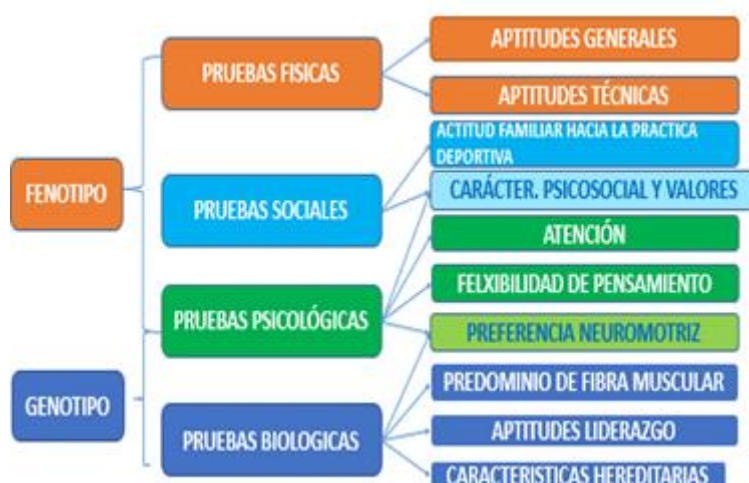 FENOTIPO
GENOTIPO
PRUEBAS FISICAS
PRUEBAS SOCIALES
PRUEBAS PSICOLÓGICAS
PRUEBAS BIOLOGICAS
APTITUDES GENERALES
APTITUDES TÉCNICAS
ACTITUD FAMILIAR HACIA LA PRACTICA
DEPORTIVA
CARÁCTER. PSICOSOCIAL Y VALORES
ATENCIÓN
FELXIBILIDAD DE PENSAMIENTO
PREFERENCIA NEUROMOTRIZ
PREDOMINIO DE FIBRA MUSCULAR
APTITUDES LIDERAZGO
CARACTERISTICAS HEREDITARIAS